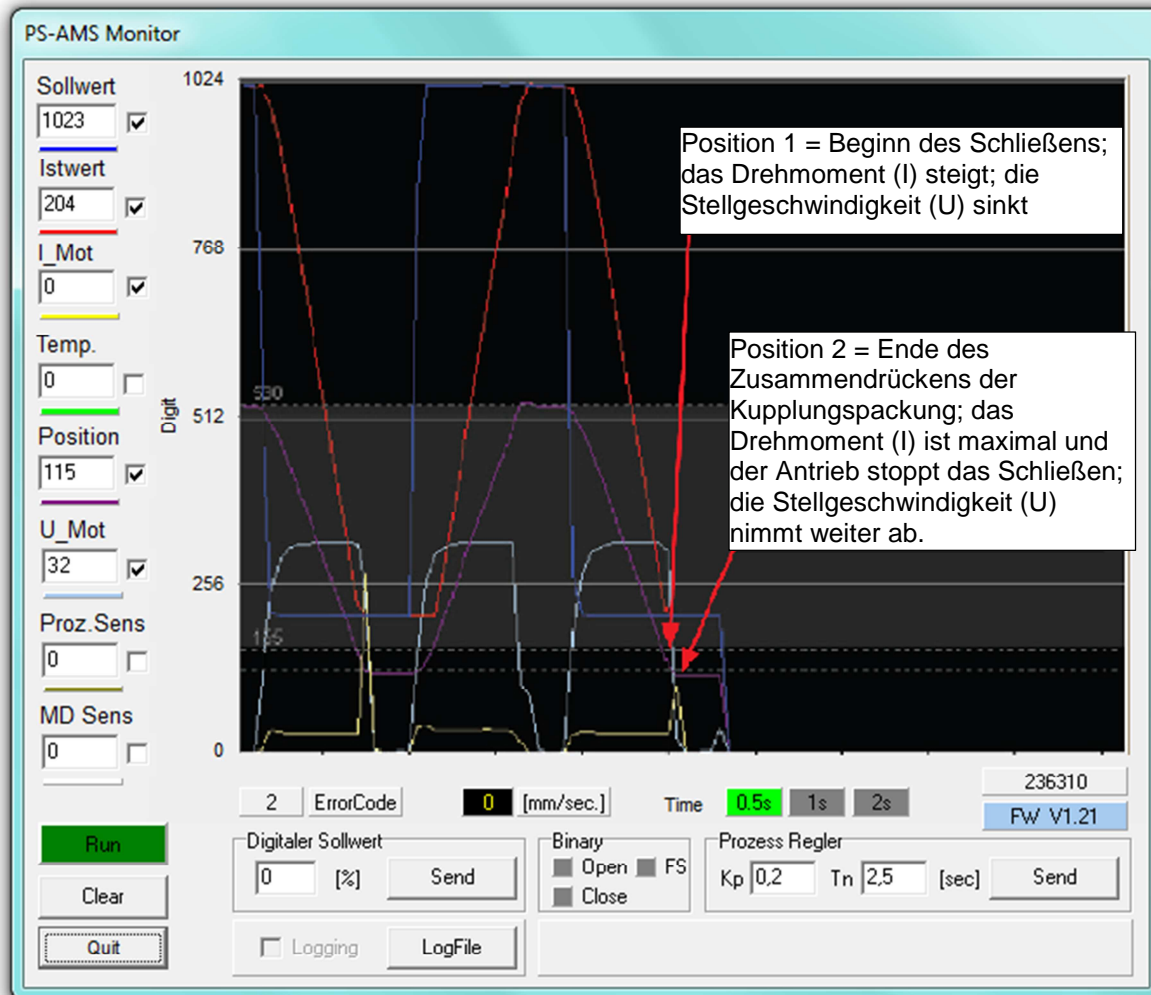 PS-AMS Monitor
Sollwert
1023
Istwert
204
I_Mot
0
Temp.
0
Position
115
U_Mot
32
Proz.Sens
0
MD Sens
0
Run
Clear
Quit
Digit
1024
768
512
256
0
530
155
Position 1 = Beginn des Schließens;
das Drehmoment (I) steigt; die
Stellgeschwindigkeit (U) sinkt
Position 2 = Ende des
Zusammendrückens der
Kupplungspackung; das
Drehmoment (I) ist maximal und
der Antrieb stoppt das Schließen;
die Stellgeschwindigkeit (U)
nimmt weiter ab.
2 ErrorCode 0 [mm/sec.] Time 0.5s 1s 2s
236310
FW V1.21
Digitaler Sollwert
0 [%] Send
Binary
Open FS
Close
Prozess Regler
Kp 0,2 Tn 2,5 [sec] Send
Logging LogFile